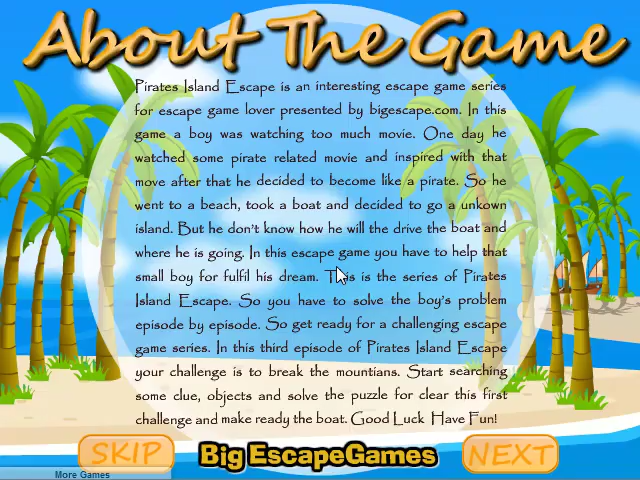 About The Game
Pirates Island Escape is an interesting escape game series
for escape game lover presented by bigescape.com. In this
game a boy was watching too much movie. One day he
watched some pirate related movie and inspired with that
move after that he decided to become like a pirate. So he
went to a beach, took a boat and decided to go a unkown
island. But he don't know how he will the drive the boat and
where he is going. In this escape game you have to help that
small boy for fulfil his dream. This is the series of Pirates
Island Escape. So you have to solve the boy's problem
episode by episode. So get ready for a challenging escape
game series. In this third episode of Pirates Island Escape
your challenge is to break the mountians. Start searching
some clue, objects and solve the puzzle for clear this first
challenge and make ready the boat. Good Luck Have Fun!
SKIP
Big EscapeGames
NEXT
More Games